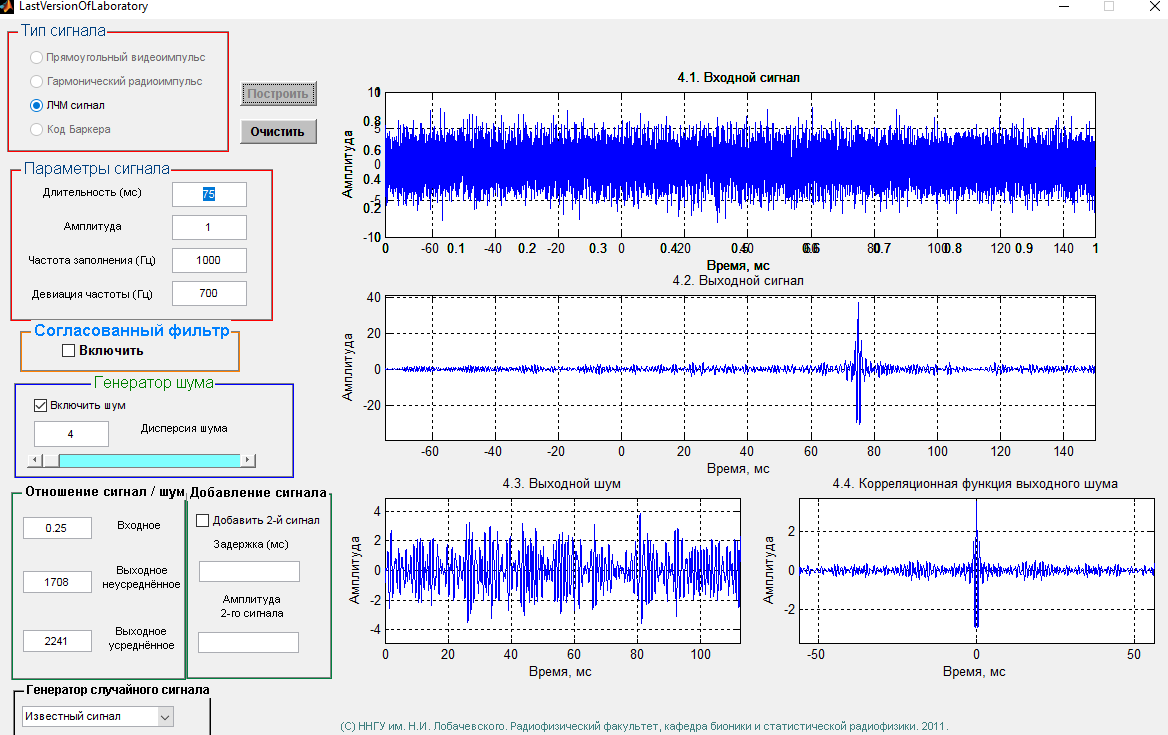 LastVersionOfLaboratory
Тип сигнала
Прямоугольный видеоимпульс
Гармонический радиоимпульс
ЛЧМ сигнал
Код Баркера
Построить
Очистить
Параметры сигнала
Длительность (мс)
75
Амплитуда
1
Частота заполнения (Гц)
1000
Девиация частоты (Гц)
700
Согласованный фильтр
Включить
Генератор шума
Включить шум
4
Дисперсия шума
Отношение сигнал / шум
0.25
Входное
1708
Выходное
неусреднённое
2241
Выходное
усреднённое
Добавление сигнала
Добавить 2-й сигнал
Задержка (мс)
Амплитуда
2-го сигнала
Генератор случайного сигнала
Известный сигнал
4.1. Входной сигнал
Амплитуда
0.8
0.6
0
0.4
0.2
-10
0 -60 0.1 -40 0.2 -20 0.3 0 0.4 20 0.5 0.6 0.7 100 0.8 120 0.9 140 1
Время, мс
4.2. Выходной сигнал
Амплитуда
40
20
0
-20
-60 -40 -20 0 20 40 60 80 100 120 140
Время, мс
4.3. Выходной шум
Амплитуда
4
2
0
-2
-4
0 20 40 60 80 100
Время, мс
4.4. Корреляционная функция выходного шума
Амплитуда
2
0
-2
-50 0 50
Время, мс
(C) ННГУ им. Н.И. Лобачевского. Радиофизический факультет, кафедра бионики и статистической радиофизики. 2011.